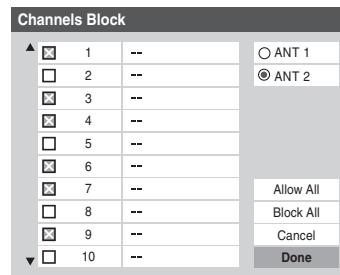 Channels Block
1 -- ANT 1
2 -- ANT 2
3 --
4 --
5 --
6 --
7 -- Allow All
8 -- Block All
9 -- Cancel
10 -- Done